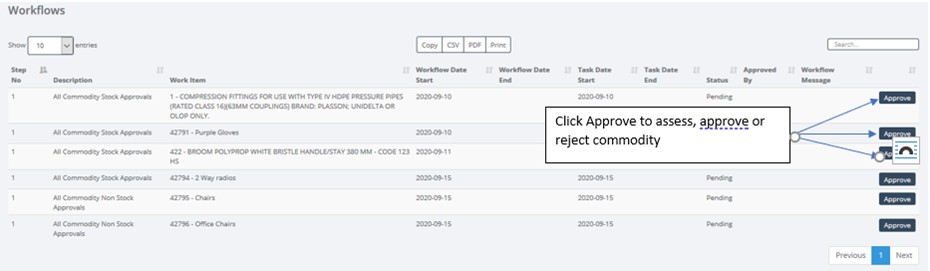 Workflows
Show 10 entries Copy CSV PDF Print Search...
Step No Description Work Item Workflow Date Start Workflow Date End Task Date Start Task Date End Status Approved By Workflow Message
1 All Commodity Stock Approvals 1 - COMPRESSION FITTINGS FOR USE WITH TYPE IV HDPE PRESSURE PIPES 2020-09-10 2020-09-10 Pending Approve
(RATED CLASS 16)(63MM COUPLINGS) BRAND: PLASSON; UNIDELTA OR
OLOP ONLY.
Click Approve to assess, approve or
reject commodity
1 All Commodity Stock Approvals 42791 - Purple Gloves 2020-09-10 Approve
1 All Commodity Stock Approvals 422 - BROOM POLYPROP WHITE BRISTLE HANDLE/STAY 380 MM - CODE 123 2020-09-11
HS
1 All Commodity Stock Approvals 42794 - 2 Way radios 2020-09-15 2020-09-15 Pending Approve
1 All Commodity Non Stock 42795 - Chairs 2020-09-15 2020-09-15 Pending Approve
Approvals
1 All Commodity Non Stock 42796 - Office Chairs 2020-09-15 2020-09-15 Pending Approve
Approvals
Previous 1 Next